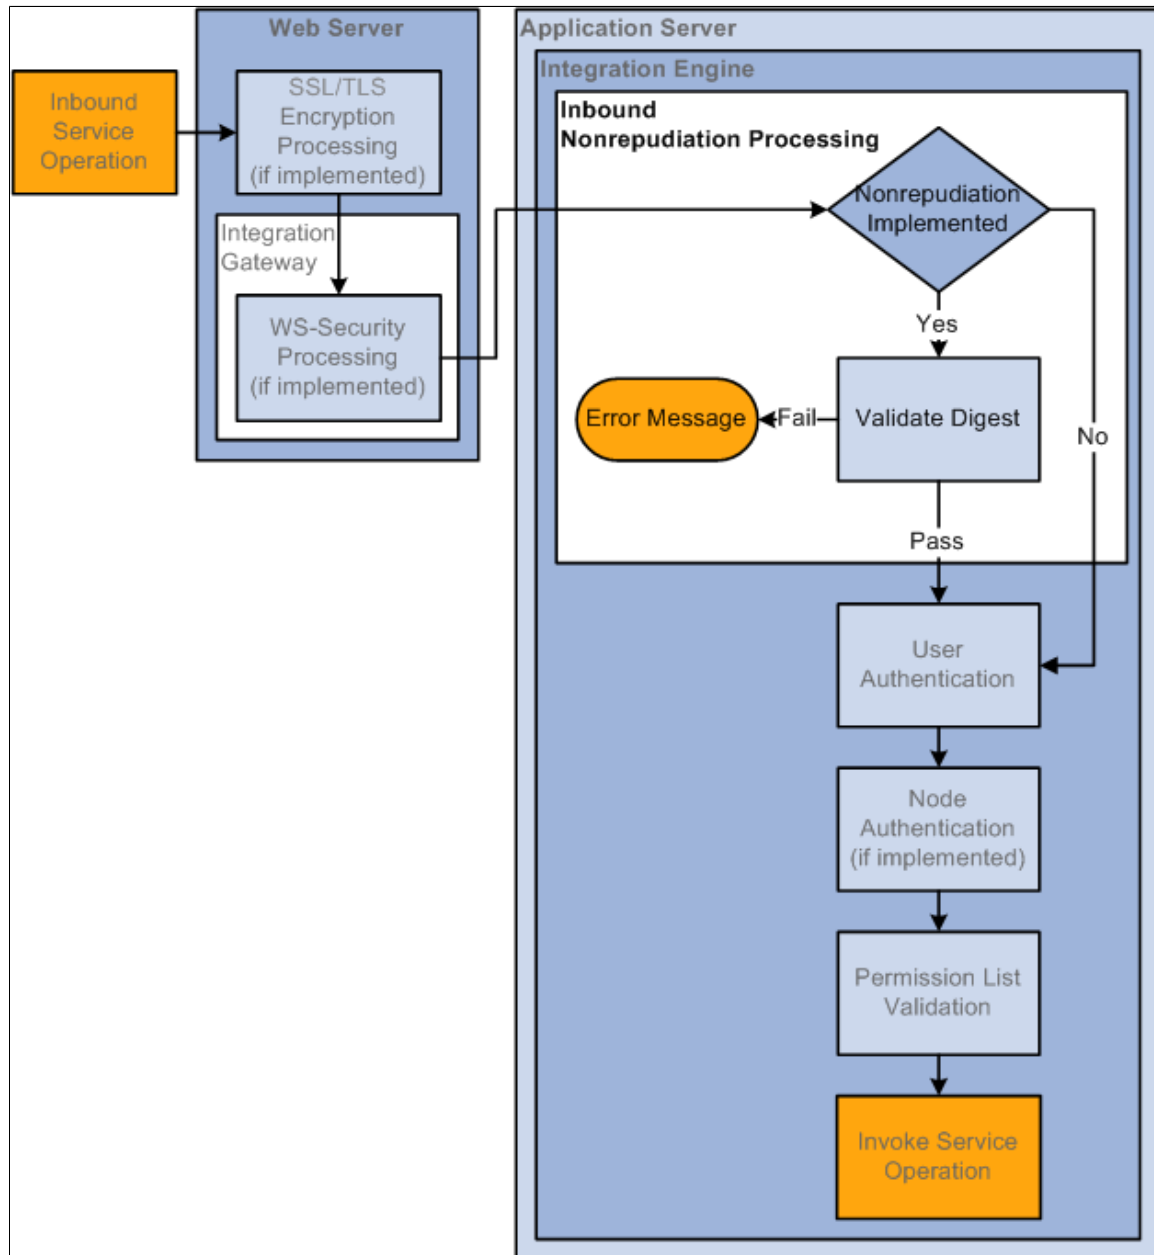 Web Server
Application Server
Integration Engine
Inbound
Service
Operation
SSL/TLS
Encryption
Processing
(if implemented)
Integration
Gateway
WS-Security
Processing
(if implemented)
Inbound
Nonrepudiation Processing
Nonrepudiation
Implemented
Yes
No
Validate Digest
Fail
Error Message
Pass
User
Authentication
Node
Authentication
(if implemented)
Permission List
Validation
Invoke Service
Operation